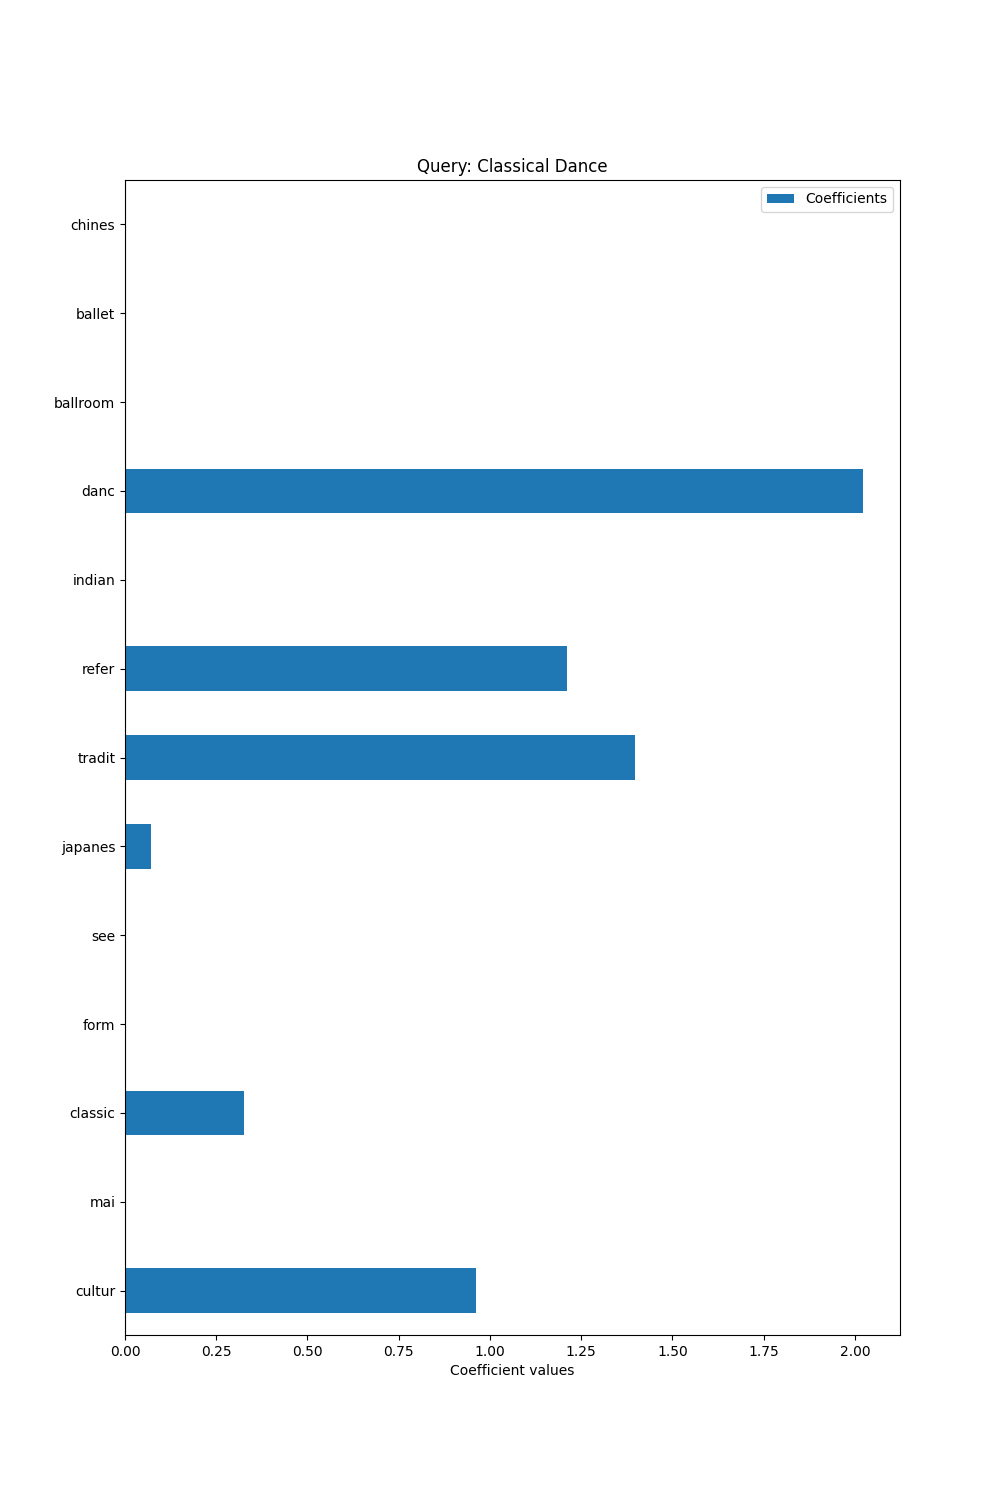 Query: Classical Dance
Coefficients
chines
ballet
ballroom
danc
indian
refer
tradit
japanes
see
form
classic
mai
cultur
0.00 0.25 0.50 0.75 1.00 1.25 1.50 1.75 2.00
Coefficient values